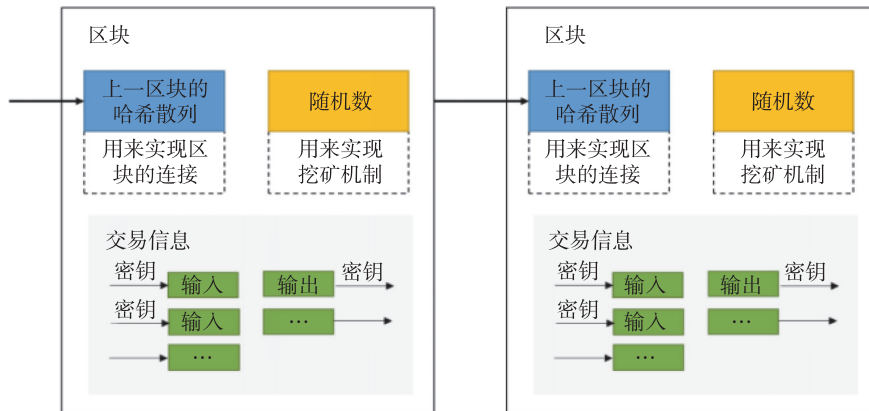 区块
上一区块的
哈希散列
随机数
用来实现区
块的连接
用来实现
挖矿机制
交易信息
密钥 输入 输出 密钥
密钥 输入 …
…
区块
上一区块的
哈希散列
随机数
用来实现区
块的连接
用来实现
挖矿机制
交易信息
密钥 输入 输出 密钥
密钥 输入 …
…